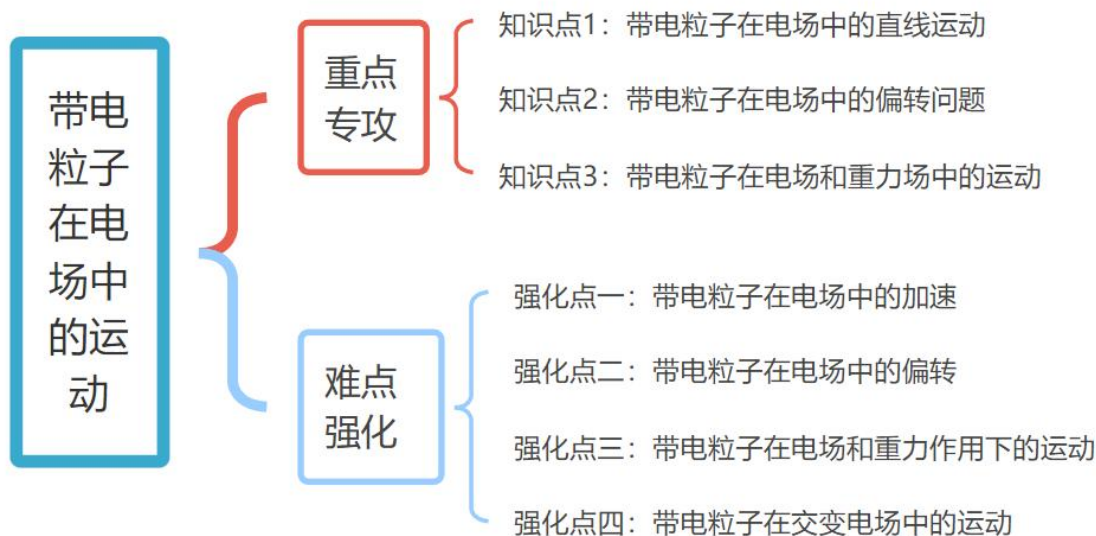 带电
粒子
在电
场中
的运
动
重点
专攻
知识点1：带电粒子在电场中的直线运动
知识点2：带电粒子在电场中的偏转问题
知识点3：带电粒子在电场和重力场中的运动
难点
强化
强化点一：带电粒子在电场中的加速
强化点二：带电粒子在电场中的偏转
强化点三：带电粒子在电场和重力作用下的运动
强化点四：带电粒子在交变电场中的运动